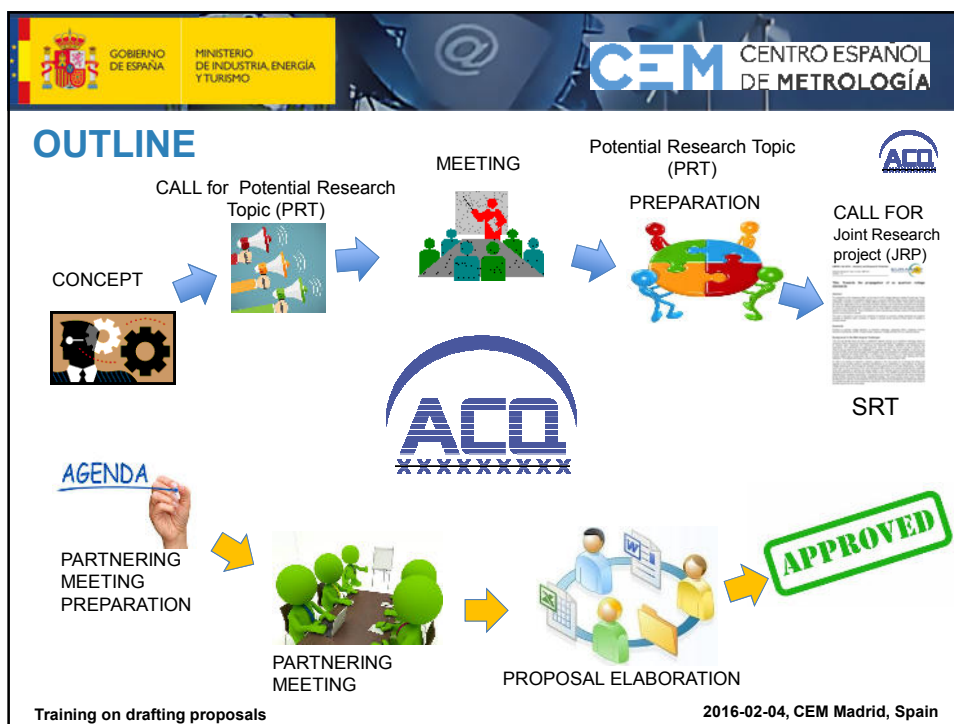 GOBIERNO
DE ESPAÑA
MINISTERIO
DE INDUSTRIA, ENERGÍA
Y TURISMO
@
CEM
CENTRO ESPAÑOL
DE METROLOGÍA
OUTLINE
ACQ
CONCEPT
CALL for Potential Research
Topic (PRT)
MEETING
Potential Research Topic
(PRT)
PREPARATION
CALL FOR
Joint Research
project (JRP)
SRT
ACQ
XXXXXXXXX
AGENDA
PARTNERING
MEETING
PREPARATION
PARTNERING
MEETING
PROPOSAL ELABORATION
APPROVED
Training on drafting proposals
2016-02-04, CEM Madrid, Spain